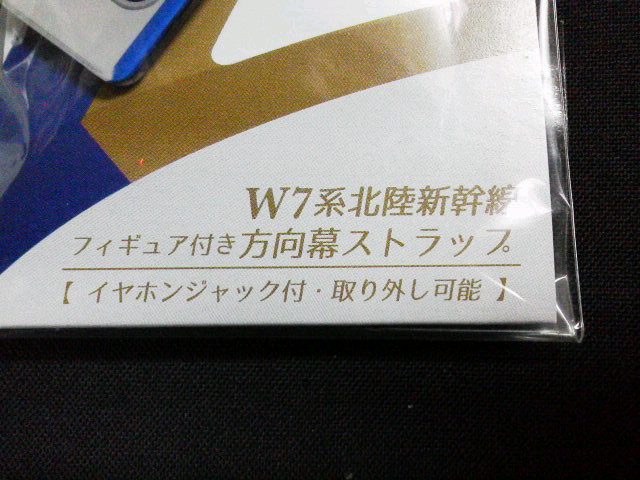 W7系北陸新幹線
フィギュア付き方向幕ストラップ
【 イヤホンジャック付・取り外し可能 】